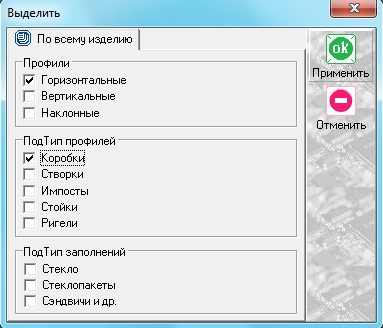 Выделить
По всему изделию
Профили
Горизонтальные
Вертикальные
Наклонные
ПодТип профилей
Коробки
Створки
Импосты
Стойки
Ригели
ПодТип заполнений
Стекло
Стеклопакеты
Сэндвичи и др.
ok
Применить
Отменить